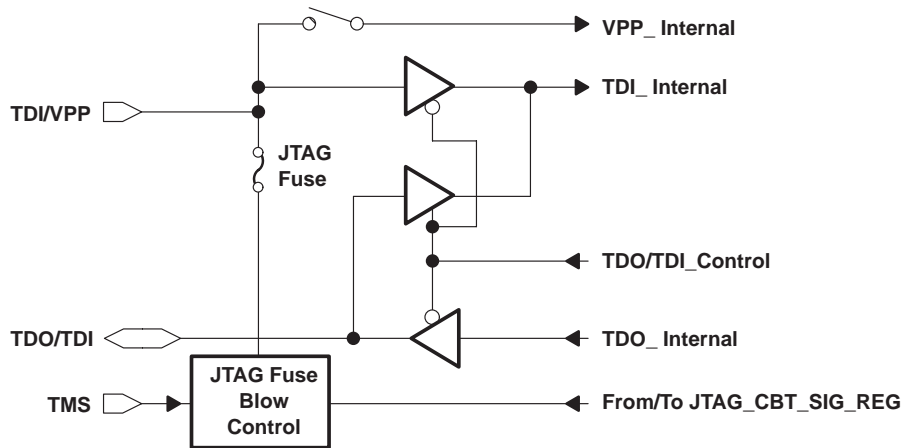 VPP_ Internal
TDI_ Internal
TDI/VPP
JTAG
Fuse
TDO/TDI_Control
TDO/TDI
TDO_ Internal
JTAG Fuse
Blow
Control
TMS
From/To JTAG_CBT_SIG_REG